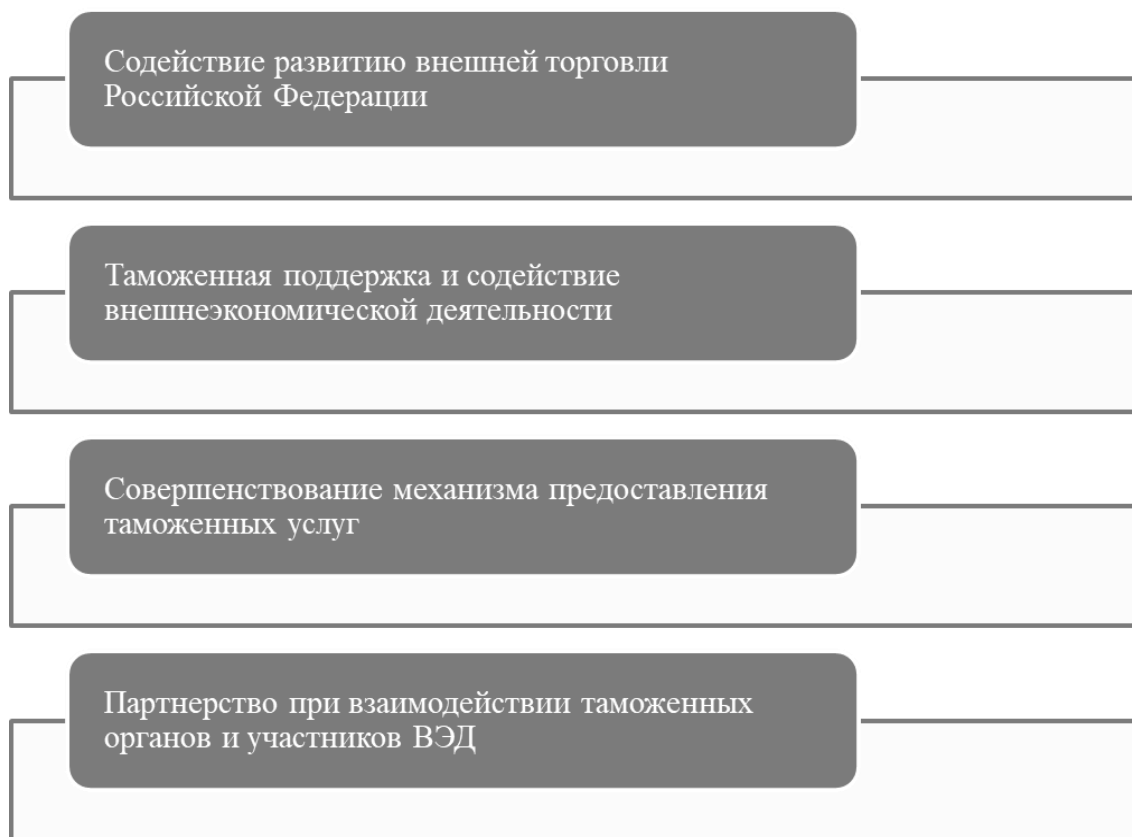 Содействие развитию внешней торговли
Российской Федерации
Таможенная поддержка и содействие
внешнеэкономической деятельности
Совершенствование механизма предоставления
таможенных услуг
Партнерство при взаимодействии таможенных
органов и участников ВЭД